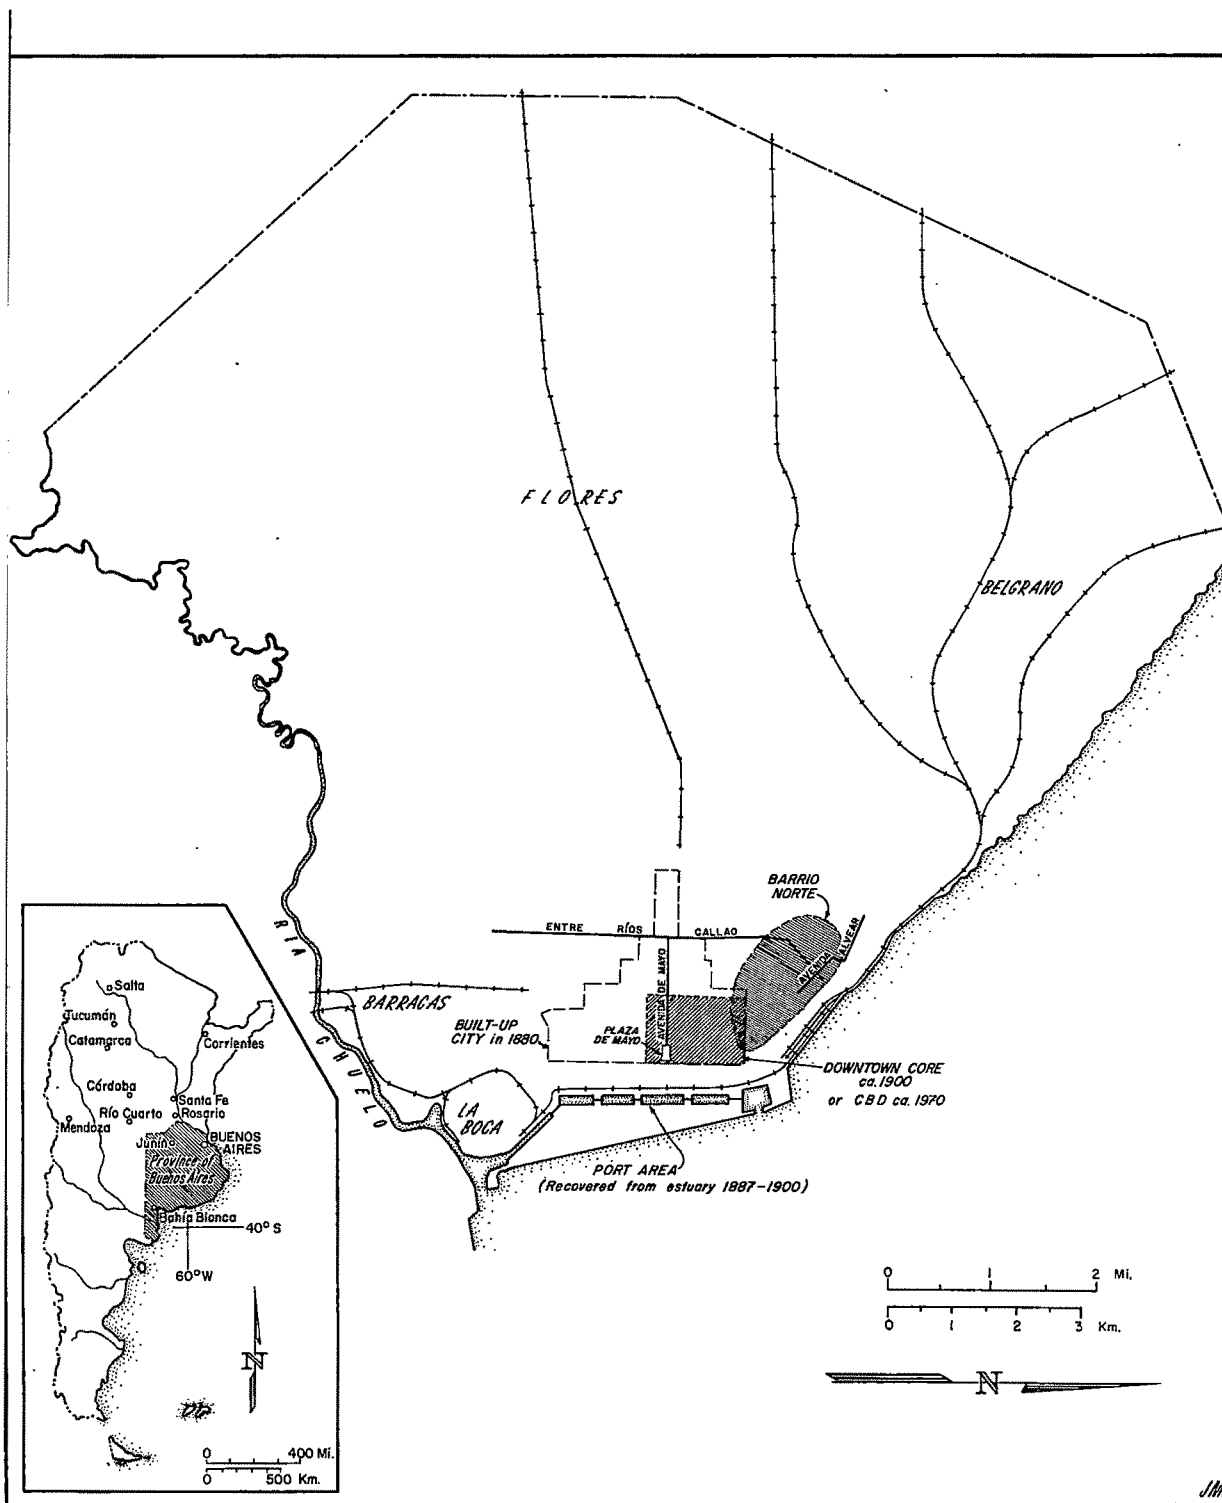 FLORES
BELGRANO
BARRIO
NORTE
ENTRE RÍOS CALLAO
AVENIDA ALVEAR
AVENIDA DE MAYO
BARRACAS
BUILT-UP
CITY in 1880
PLAZA
DE MAYO
DOWNTOWN CORE
ca. 1900
or CBD ca. 1970
RIACHUELO
LA
BOCA
PORT AREA
(Recovered from estuary 1887-1900)
Salta
Tucumán
Catamarca
Corrientes
Córdoba
Santa Fe
Río Cuarto
Rosario
Mendoza
Junín
BUENOS
AIRES
Province of
Buenos Aires
Bahía Blanca
40° S
60° W
N
0 400 Mi.
0 500 Km.
0 1 2 Mi.
0 1 2 3 Km.
N
JM